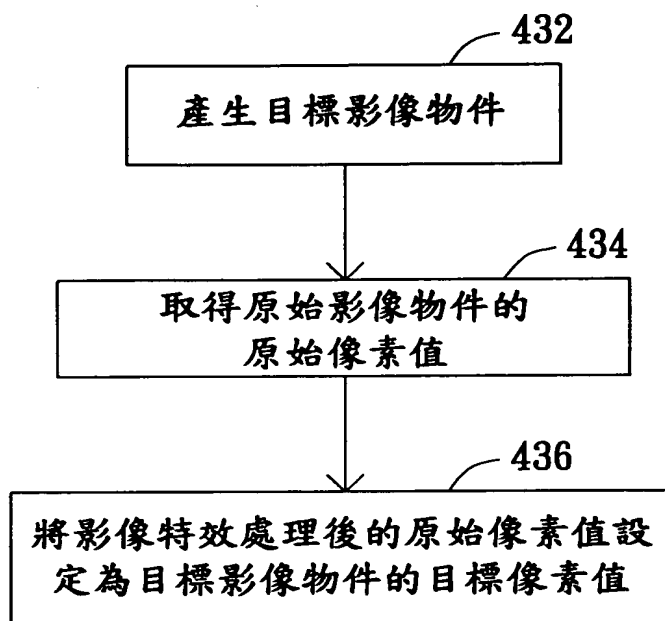 432
產生目標影像物件
434
取得原始影像物件的
原始像素值
436
將影像特效處理後的原始像素值設
定為目標影像物件的目標像素值